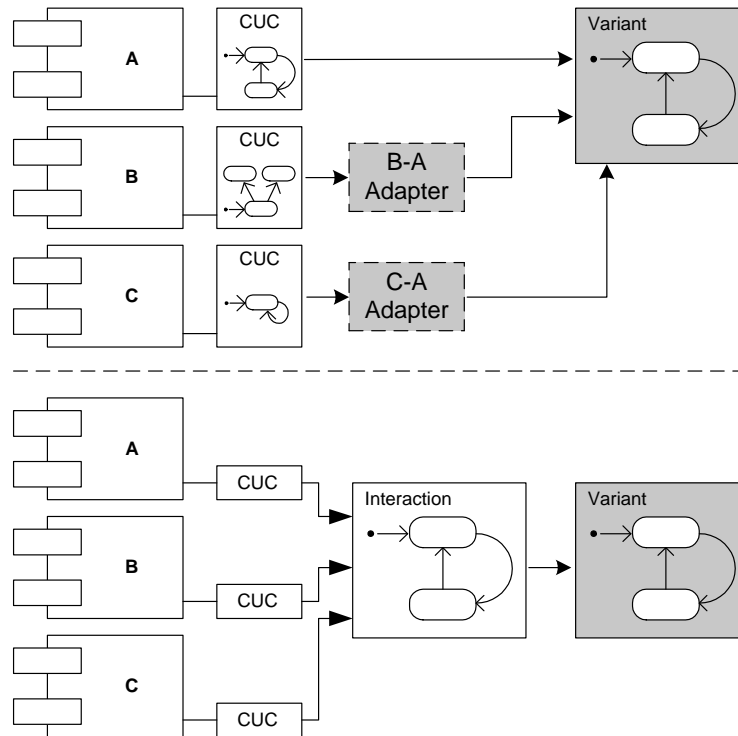 CUC
Variant
A
CUC
B
B-A
Adapter
CUC
C
C-A
Adapter
A
CUC
Interaction
Variant
B
CUC
C
CUC